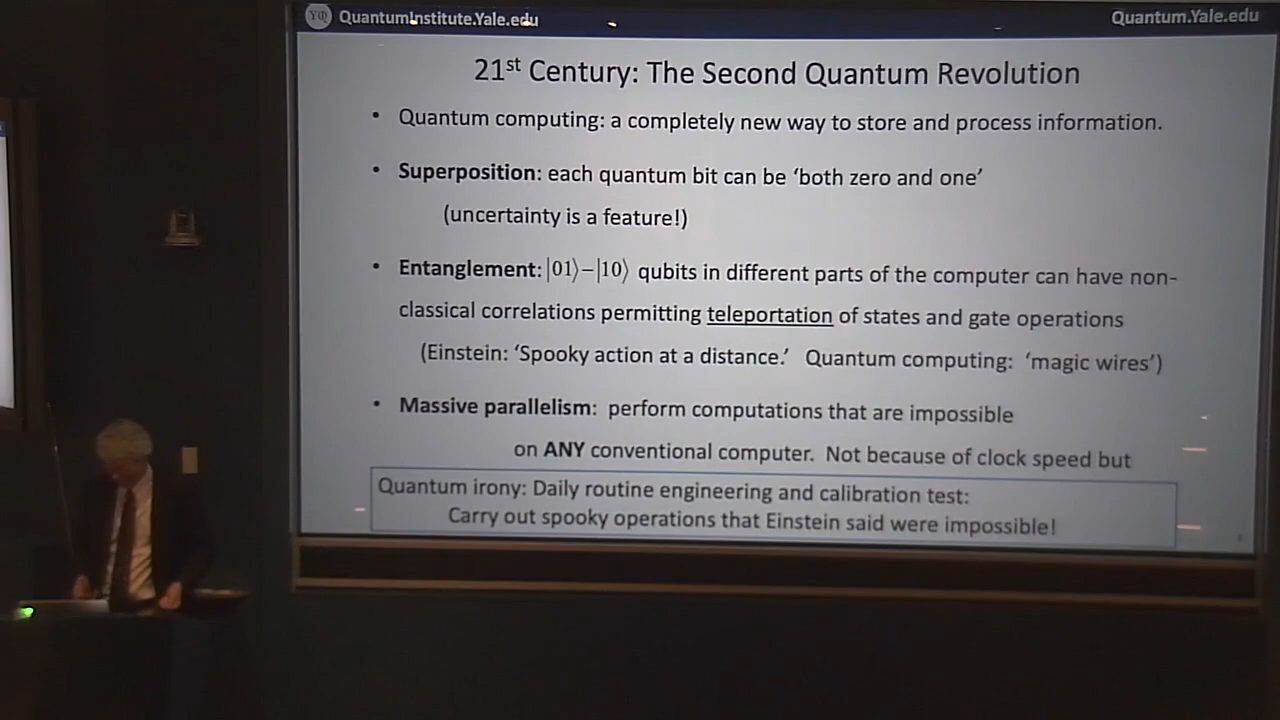 YΦ QuantumInstitute.Yale.edu
Quantum.Yale.edu
21st Century: The Second Quantum Revolution
• Quantum computing: a completely new way to store and process information.
• Superposition: each quantum bit can be ‘both zero and one’
(uncertainty is a feature!)
• Entanglement: |01⟩−|10⟩ qubits in different parts of the computer can have non-
classical correlations permitting teleportation of states and gate operations
(Einstein: ‘Spooky action at a distance.’ Quantum computing: ‘magic wires’)
• Massive parallelism: perform computations that are impossible
on ANY conventional computer. Not because of clock speed but
Quantum irony: Daily routine engineering and calibration test:
Carry out spooky operations that Einstein said were impossible!